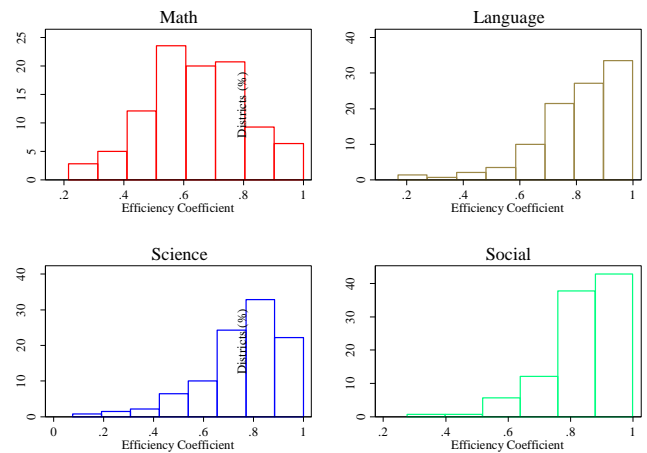 Math
25
20
15
10
5
0
Districts (%)
.2 .4 .6 .8 1
Efficiency Coefficient
Language
40
30
20
10
0
.2 .4 .6 .8 1
Efficiency Coefficient
Science
40
30
20
10
0
Districts (%)
0 .2 .4 .6 .8 1
Efficiency Coefficient
Social
40
30
20
10
0
.2 .4 .6 .8 1
Efficiency Coefficient